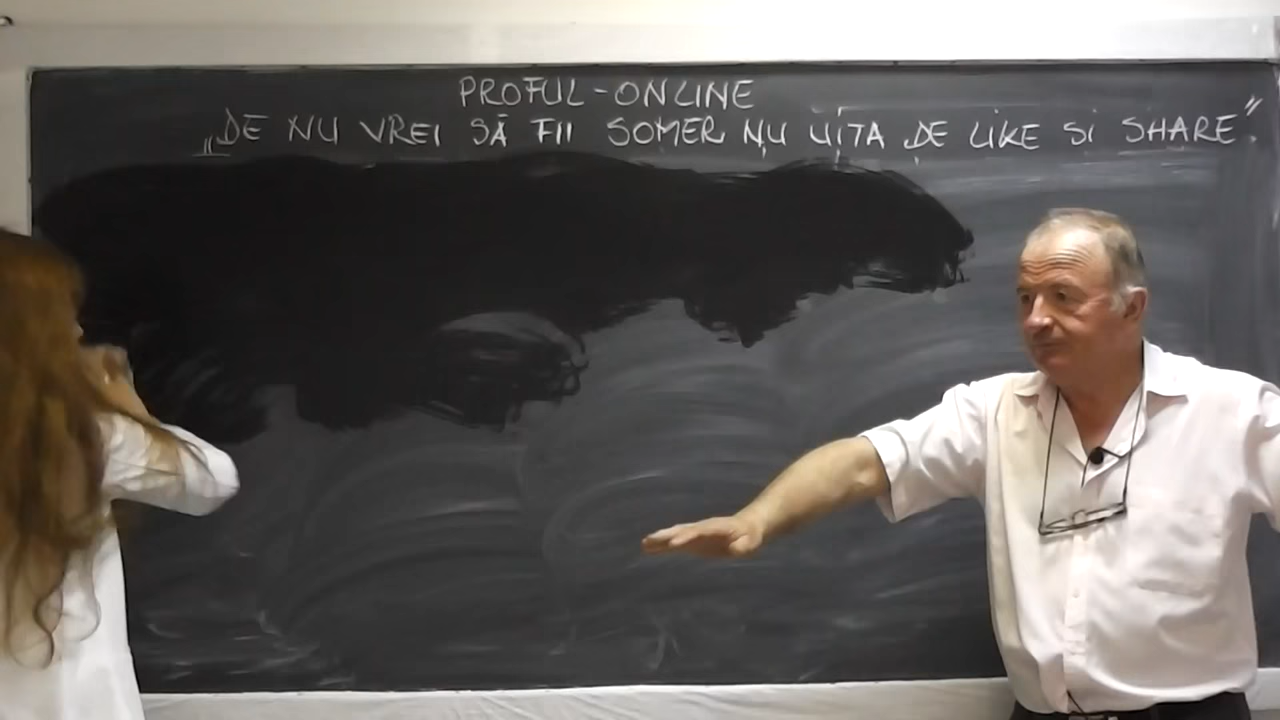 PROFUL-ONLINE
„DE NU VREI SĂ FII SOMER NU UITA DE LIKE SI SHARE”